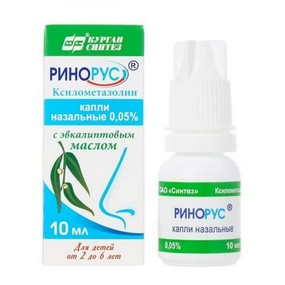 КУРГАН
СИНТЕЗ
РИНОРУС®
Ксилометазолин
капли
назальные 0,05%
с эвкалиптовым
маслом
10 мл
Для детей
от 2 до 6 лет
ОАО «Синтез» Ксилометазол
РИНОРУС®
капли назальные
0,05% 10 мл